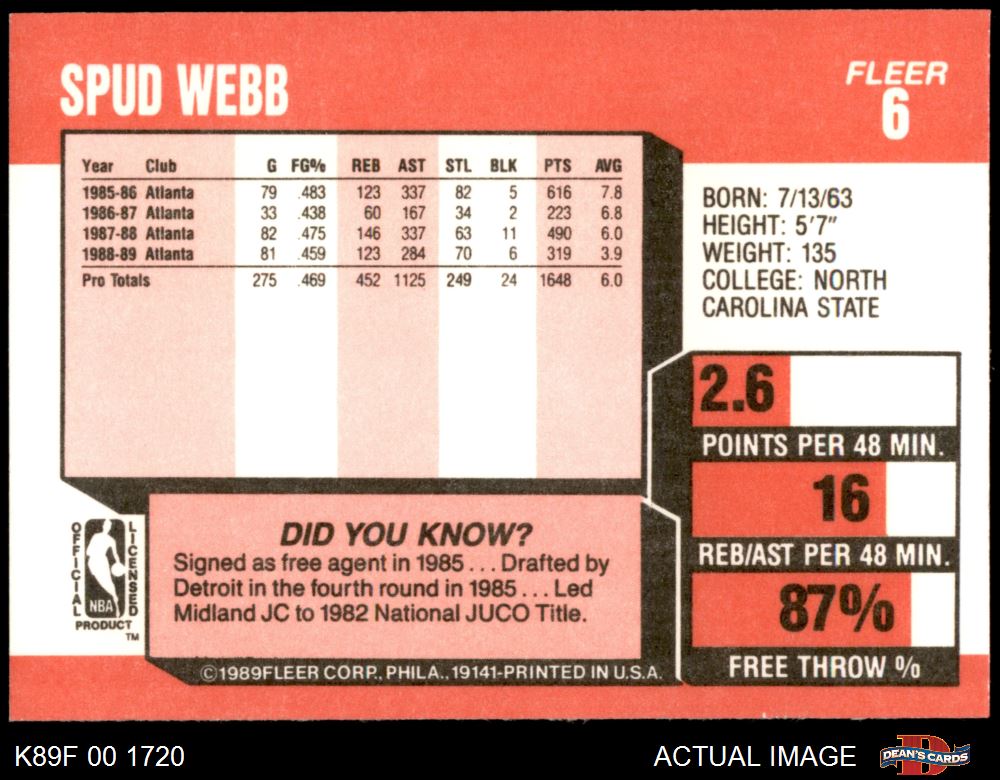 SPUD WEBB
FLEER
6
Year Club G FG% REB AST STL BLK PTS AVG
1985-86 Atlanta 79 .483 123 337 82 5 616 7.8
1986-87 Atlanta 33 .438 60 167 34 2 223 6.8
1987-88 Atlanta 82 .475 146 337 63 11 490 6.0
1988-89 Atlanta 81 .459 123 284 70 6 319 3.9
Pro Totals 275 .469 452 1125 249 24 1648 6.0
BORN: 7/13/63
HEIGHT: 5'7"
WEIGHT: 135
COLLEGE: NORTH
CAROLINA STATE
2.6
POINTS PER 48 MIN.
16
REB/AST PER 48 MIN.
87%
FREE THROW %
OFFICIAL
LICENSED
NBA
PRODUCT
TM
DID YOU KNOW?
Signed as free agent in 1985 ... Drafted by
Detroit in the fourth round in 1985 ... Led
Midland JC to 1982 National JUCO Title.
©1989FLEER CORP., PHILA., 19141-PRINTED IN U.S.A.
K89F 00 1720
ACTUAL IMAGE
D
DEAN'S CARDS